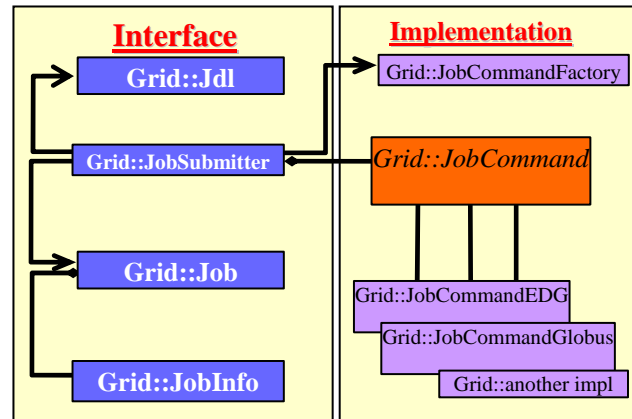 Interface
Grid::Jdl
Grid::JobSubmitter
Grid::Job
Grid::JobInfo
Implementation
Grid::JobCommandFactory
Grid::JobCommand
Grid::JobCommandEDG
Grid::JobCommandGlobus
Grid::another impl